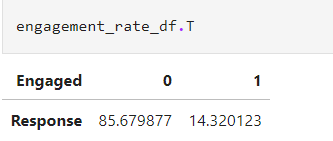 engagement_rate_df.T
Engaged 0 1
Response 85.679877 14.320123